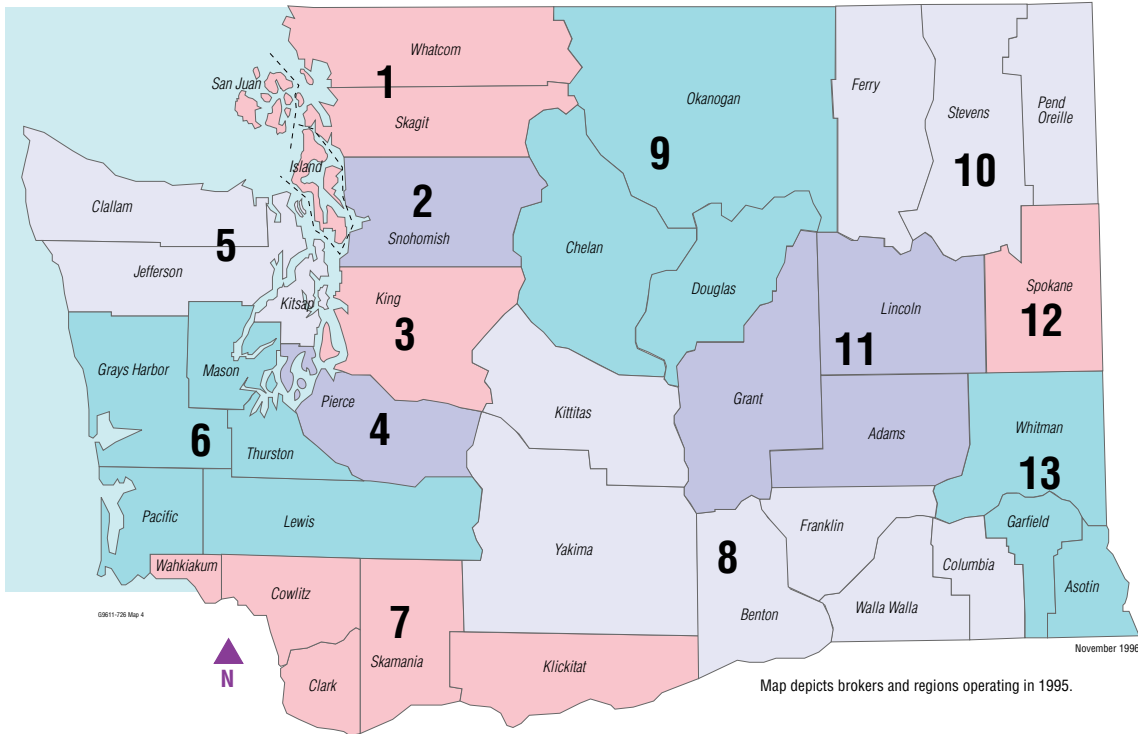 Whatcom
San Juan
1
Skagit
Island
Okanogan
9
Ferry
Stevens
Pend
Oreille
10
2
Snohomish
Clallam
5
Jefferson
Kitsap
Chelan
Douglas
King
3
Lincoln
11
Spokane
12
Grays Harbor
Mason
Pierce
4
Kittitas
Grant
Adams
Whitman
13
6
Thurston
Pacific
Lewis
Yakima
8
Franklin
Garfield
Columbia
Asotin
Benton
Walla Walla
Wahkiakum
Cowlitz
7
Skamania
Klickitat
Clark
G9611-726 Map 4
N
November 1996
Map depicts brokers and regions operating in 1995.